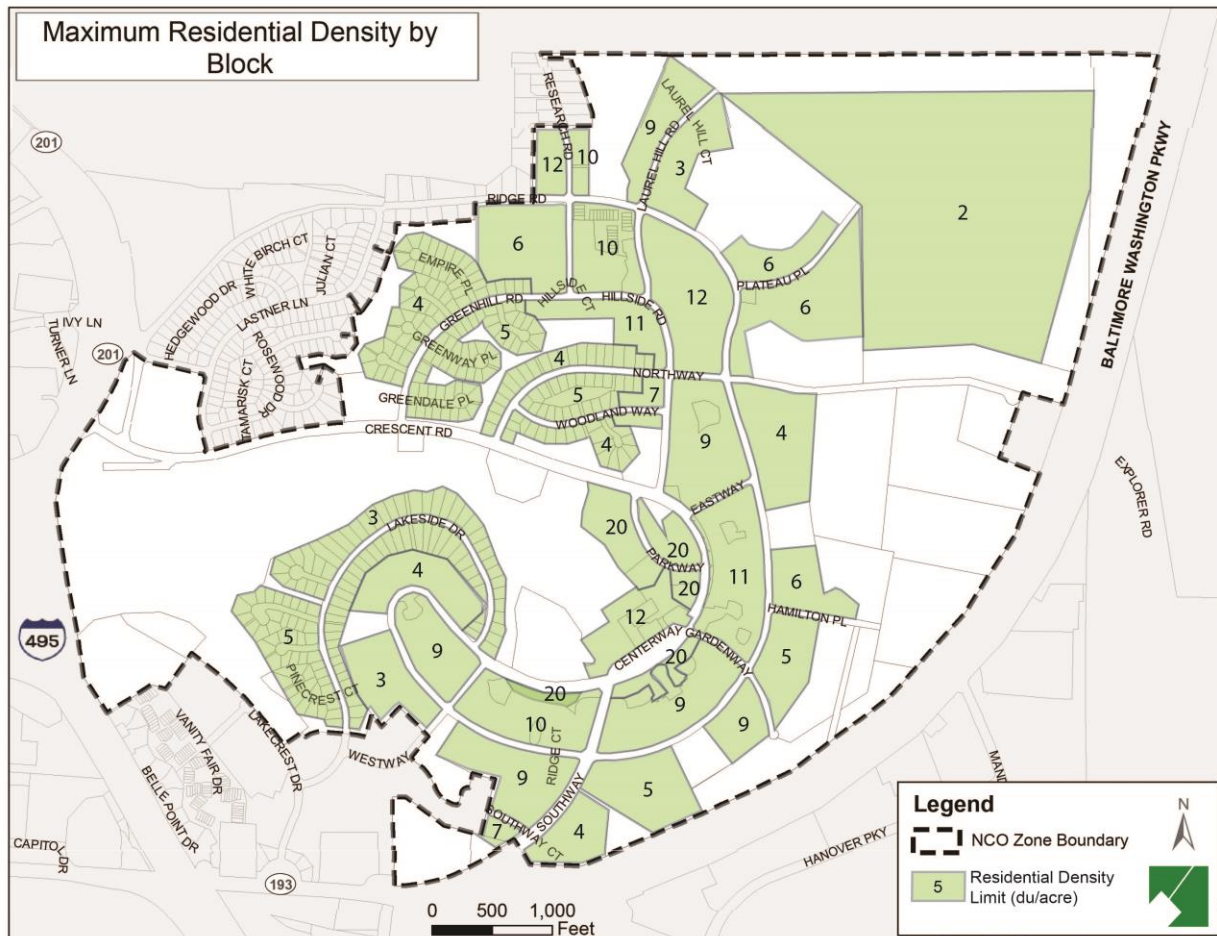 Maximum Residential Density by
Block
RESEARCH RD
201
12
10
LAUREL HILL CT
9
LAUREL HILL RD
3
2
RIDGE RD
6
10
12
6
PLATEAU PL
6
BALTIMORE WASHINGTON PKWY
HEDGEWOOD DR
WHITE BIRCH CT
JULIAN CT
LASTNER LN
ROSEWOOD DR
TAMARISK CT
IVY LN
TURNER LN
201
EMPIRE PL
4
GREENHILL RD
HILLSIDE CT
HILLSIDE RD
5
11
GREENWAY PL
4
NORTHWAY
GREENDALE PL
5
7
WOODLAND WAY
CRESCENT RD
4
9
4
EASTWAY
EXPLORER RD
3
LAKESIDE DR
20
20
PARKWAY
4
20
11
6
12
HAMILTON PL
CENTERWAY
GARDENWAY
20
5
495
5
9
PINECREST CT
3
20
9
9
10
RIDGE CT
WESTWAY
LAKECREST DR
VANITY FAIR DR
BELLE POINT DR
9
SOUTHWAY
5
7
SOUTHWAY CT
4
CAPITOL DR
193
HANOVER PKY
MAND
0 500 1,000
Feet
Legend
N
NCO Zone Boundary
5 Residential Density
Limit (du/acre)